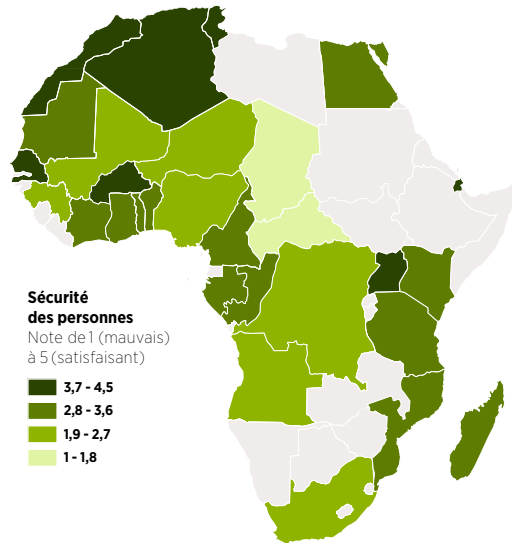 Sécurité
des personnes
Note de 1 (mauvais)
à 5 (satisfaisant)
3,7 - 4,5
2,8 - 3,6
1,9 - 2,7
1 - 1,8